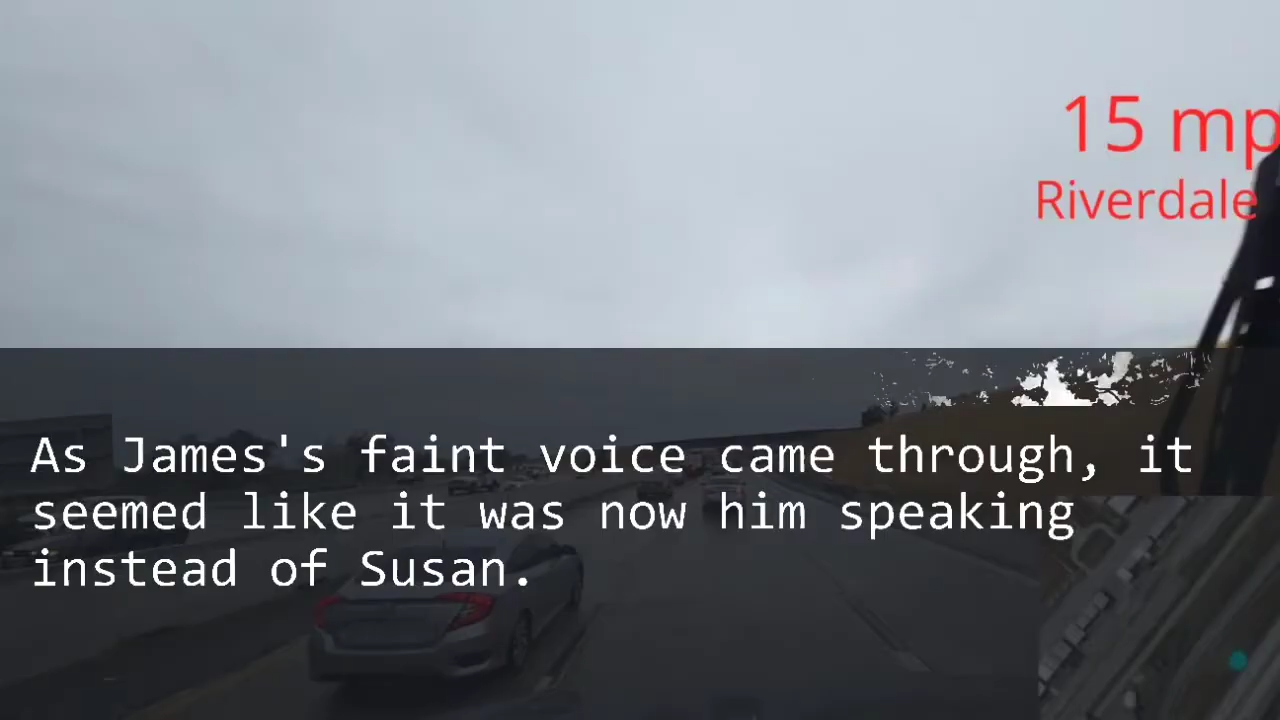 15 mp
Riverdale
As James's faint voice came through, it
seemed like it was now him speaking
instead of Susan.